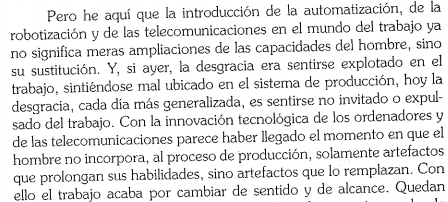 Pero he aquí que la introducción de la automatización, de la
robotización y de las telecomunicaciones en el mundo del trabajo ya
no significa meras ampliaciones de las capacidades del hombre, sino
su sustitución. Y, si ayer, la desgracia era sentirse explotado en el
trabajo, sintiéndose mal ubicado en el sistema de producción, hoy la
desgracia, cada día más generalizada, es sentirse no invitado o expul-
sado del trabajo. Con la innovación tecnológica de los ordenadores y
de las telecomunicaciones parece haber llegado el momento en que el
hombre no incorpora, al proceso de producción, solamente artefactos
que prolongan sus habilidades, sino artefactos que lo remplazan. Con
ello el trabajo acaba por cambiar de sentido y de alcance. Quedan